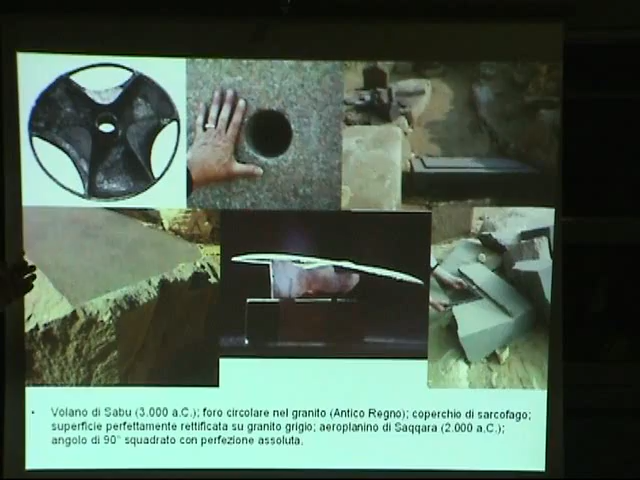 • Volano di Sabu (3.000 a.C.); foro circolare nel granito (Antico Regno); coperchio di sarcofago;
superficie perfettamente rettificata su granito grigio; aeroplanino di Saqqara (2.000 a.C.);
angolo di 90° squadrato con perfezione assoluta.